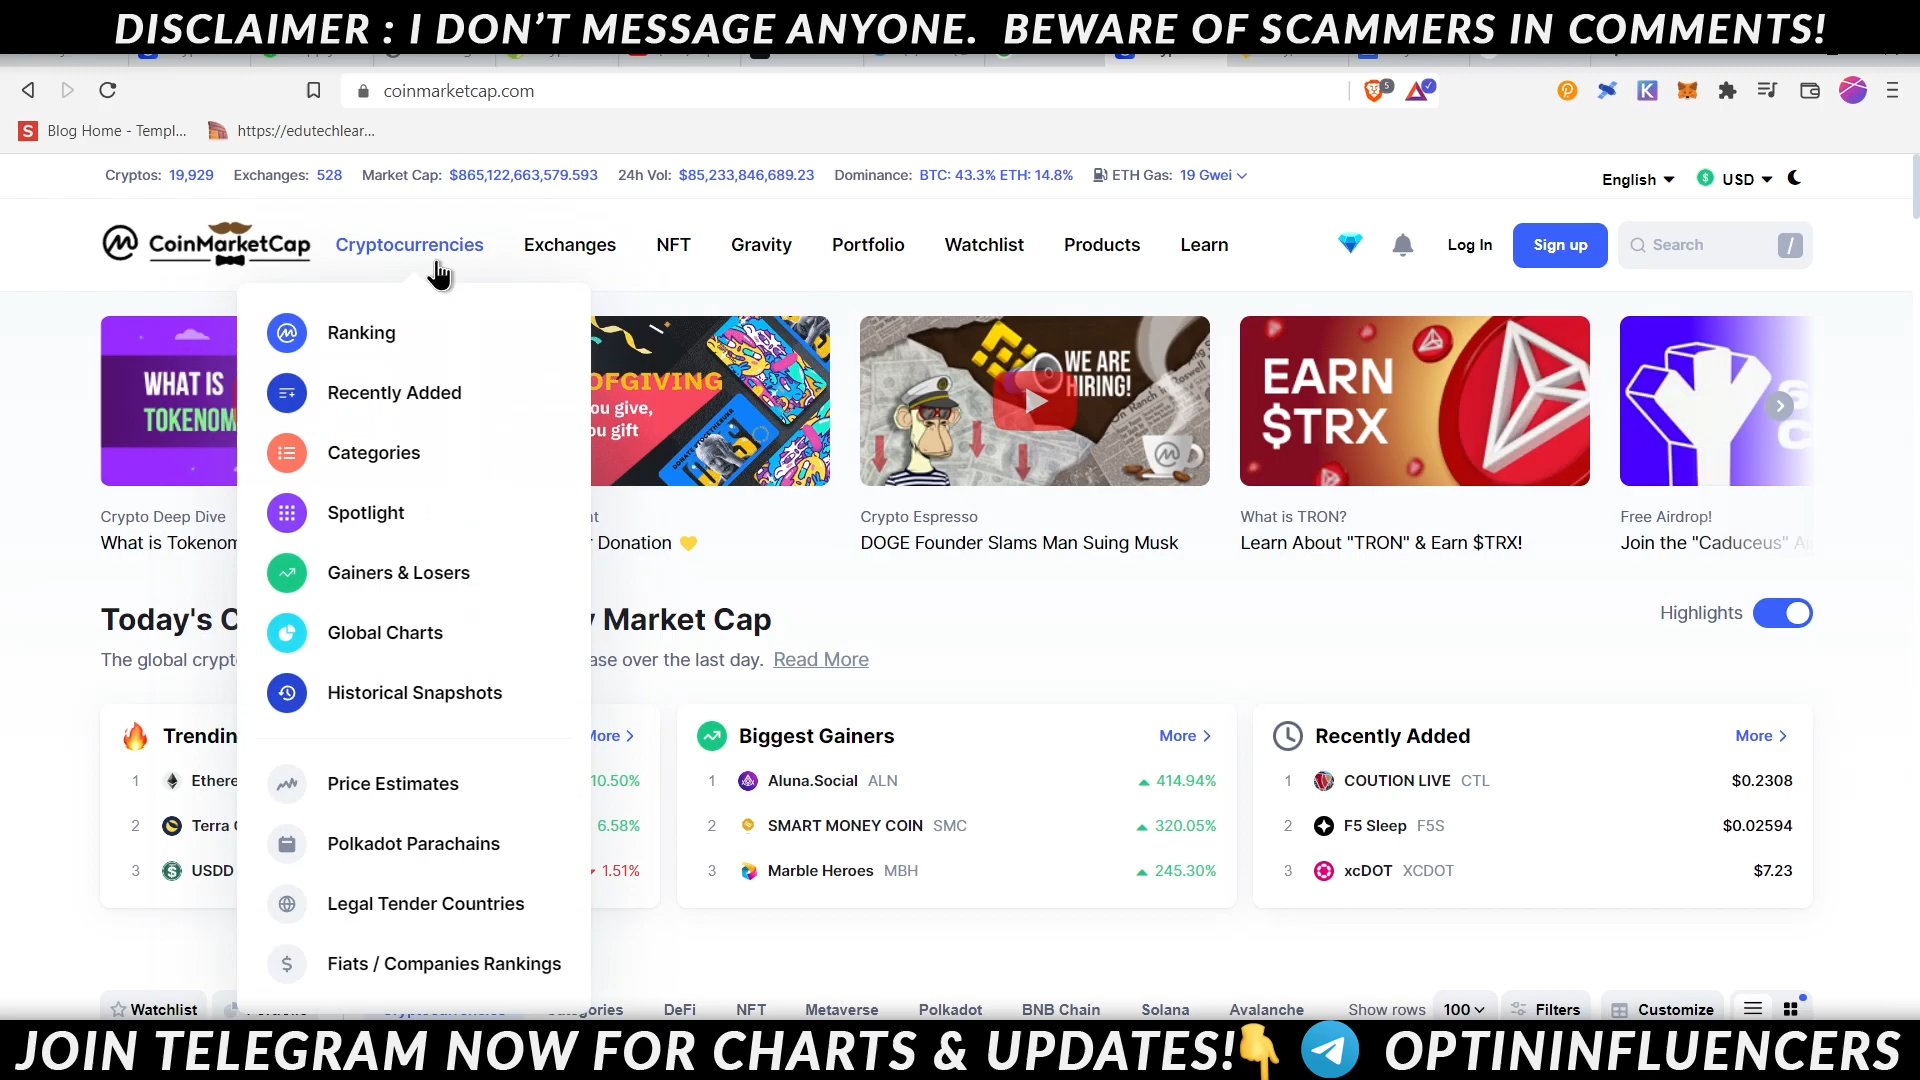 DISCLAIMER : I DON’T MESSAGE ANYONE. BEWARE OF SCAMMERS IN COMMENTS!
coinmarketcap.com
5
Blog Home - Templ...
https://edutechlear...
Cryptos: 19,929 Exchanges: 528 Market Cap: $865,122,663,579.593 24h Vol: $85,233,846,689.23 Dominance: BTC: 43.3% ETH: 14.8% ETH Gas: 19 Gwei
English USD
CoinMarketCap Cryptocurrencies Exchanges NFT Gravity Portfolio Watchlist Products Learn Log In Sign up Search /
Ranking
Recently Added
Categories
Spotlight
Gainers & Losers
Global Charts
Historical Snapshots
Price Estimates
Polkadot Parachains
Legal Tender Countries
Fiats / Companies Rankings
WHAT IS
TOKENOM
OFGIVING
ou give,
ou gift
WE ARE
HIRING!
EARN
$TRX
Crypto Deep Dive
What is Tokenom
nt
r Donation 💛
Crypto Espresso
DOGE Founder Slams Man Suing Musk
What is TRON?
Learn About "TRON" & Earn $TRX!
Free Airdrop!
Join the "Caduceus" A
Today's C y Market Cap
Highlights
The global crypt ase over the last day. Read More
Trendin More
1 Ethere 10.50%
2 Terra 6.58%
3 USDD 1.51%
Biggest Gainers More
1 Aluna.Social ALN 414.94%
2 SMART MONEY COIN SMC 320.05%
3 Marble Heroes MBH 245.30%
Recently Added More
1 COUTION LIVE CTL $0.2308
2 F5 Sleep F5S $0.02594
3 xcDOT XCDOT $7.23
Watchlist Portfolio Cryptocurrencies Categories DeFi NFT Metaverse Polkadot BNB Chain Solana Avalanche Show rows 100 Filters Customize
JOIN TELEGRAM NOW FOR CHARTS & UPDATES!👇 OPTININFLUENCERS